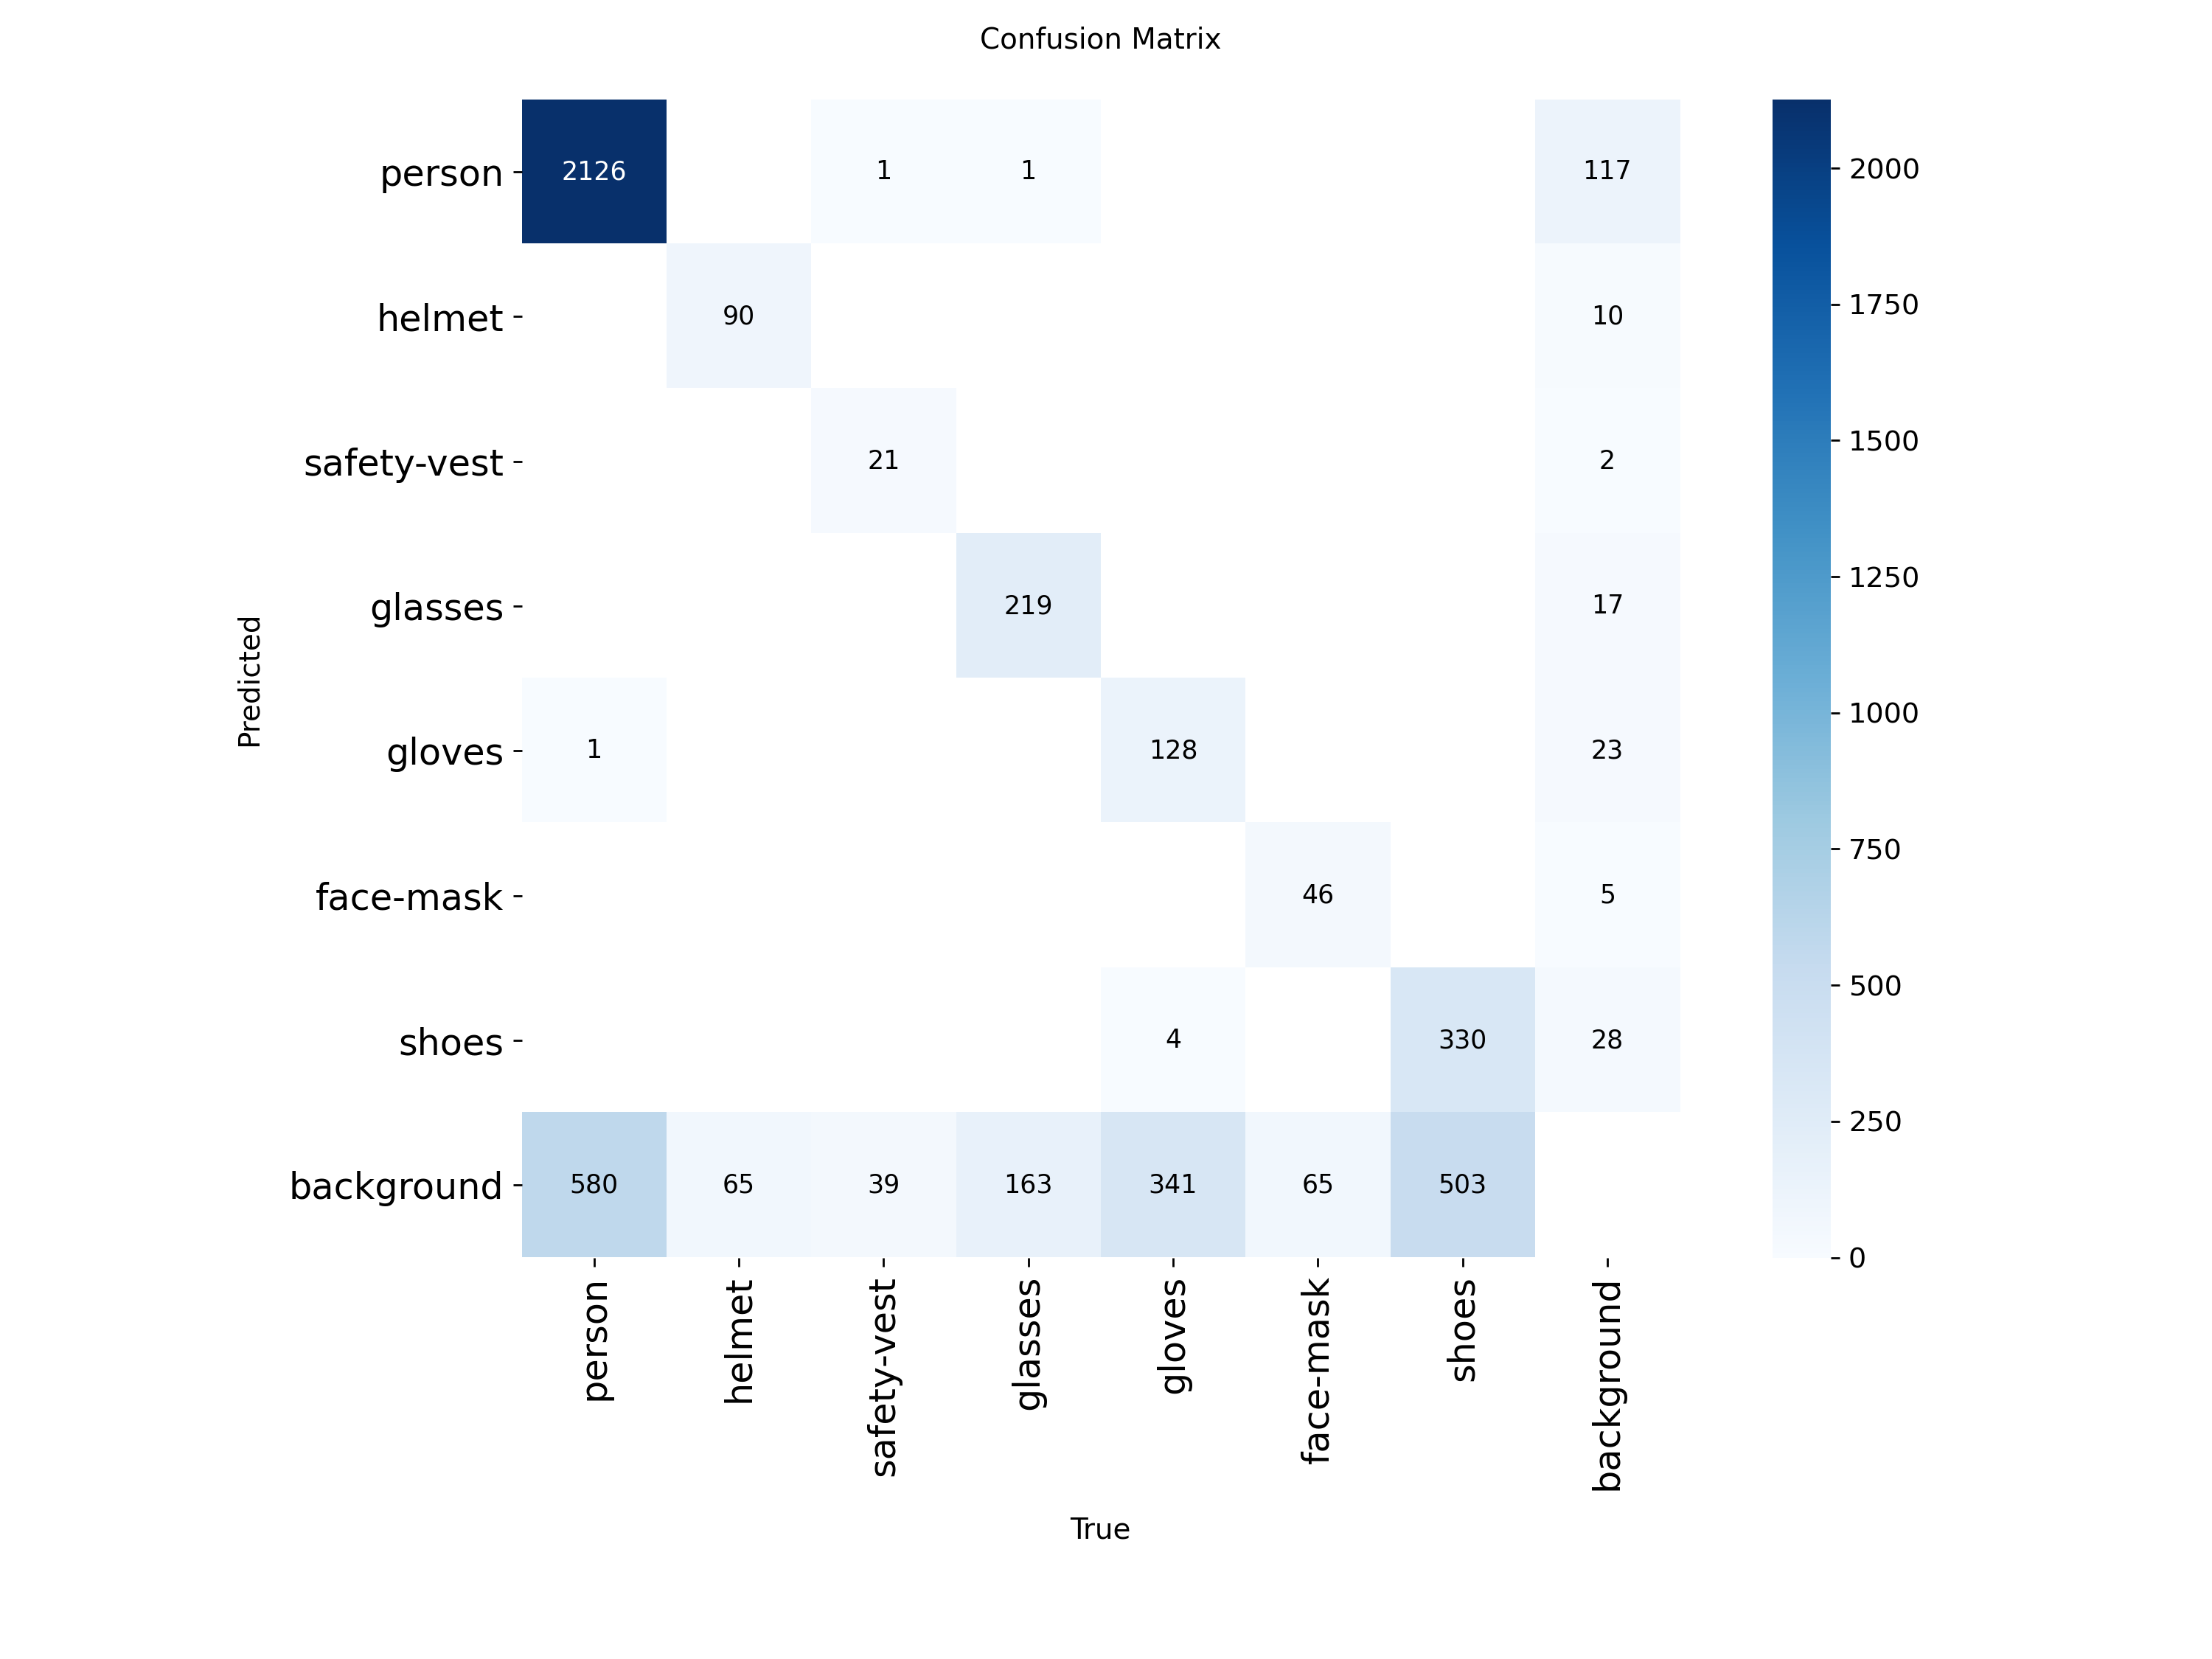 Confusion Matrix
person 2126 1 1 117
helmet 90 10
safety-vest 21 2
glasses 219 17
gloves 1 128 23
face-mask 46 5
shoes 4 330 28
background 580 65 39 163 341 65 503
person helmet safety-vest glasses gloves face-mask shoes background
True
Predicted
2000
1750
1500
1250
1000
750
500
250
0